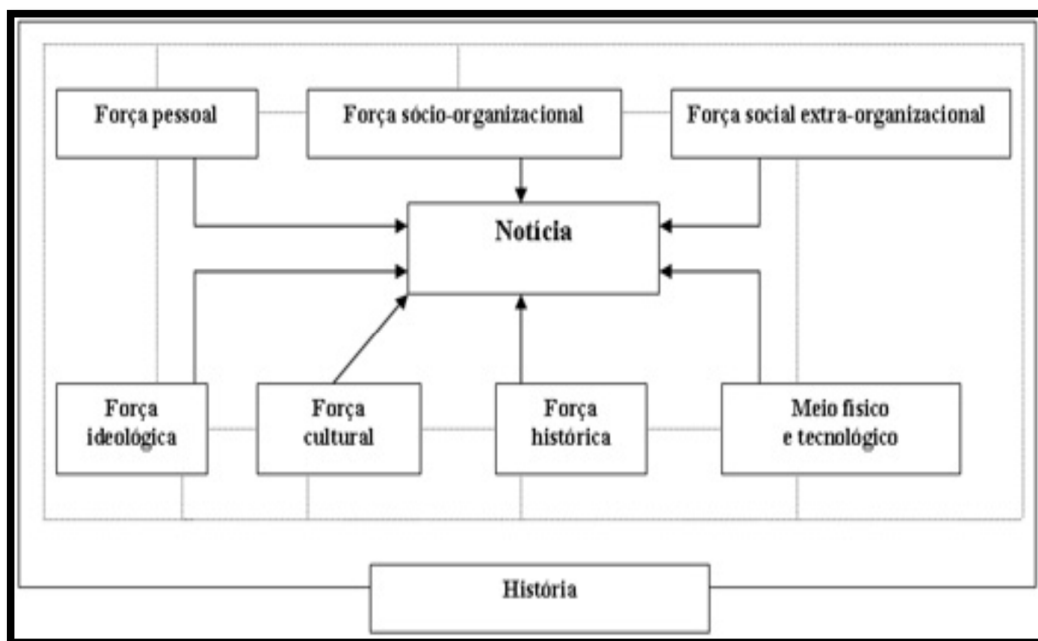 Força pessoal
Força sócio-organizacional
Força social extra-organizacional
Notícia
Força
ideológica
Força
cultural
Força
histórica
Meio físico
e tecnológico
História